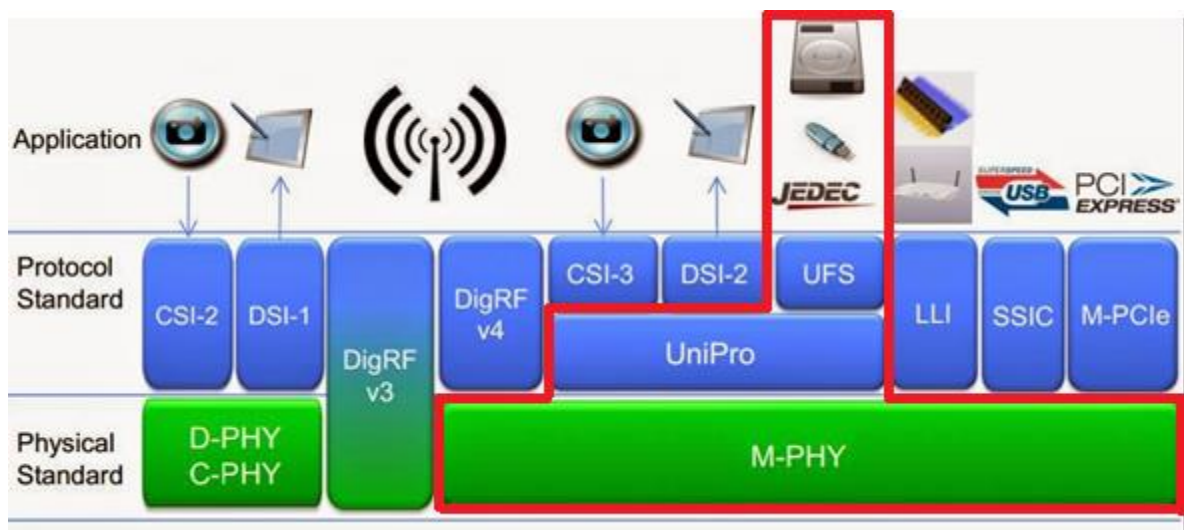 Application
JEDEC
SUPERSPEED
USB
PCI
EXPRESS
Protocol
Standard
CSI-2
DSI-1
DigRF
v3
DigRF
v4
CSI-3
DSI-2
UFS
UniPro
LLI
SSIC
M-PCIe
Physical
Standard
D-PHY
C-PHY
M-PHY